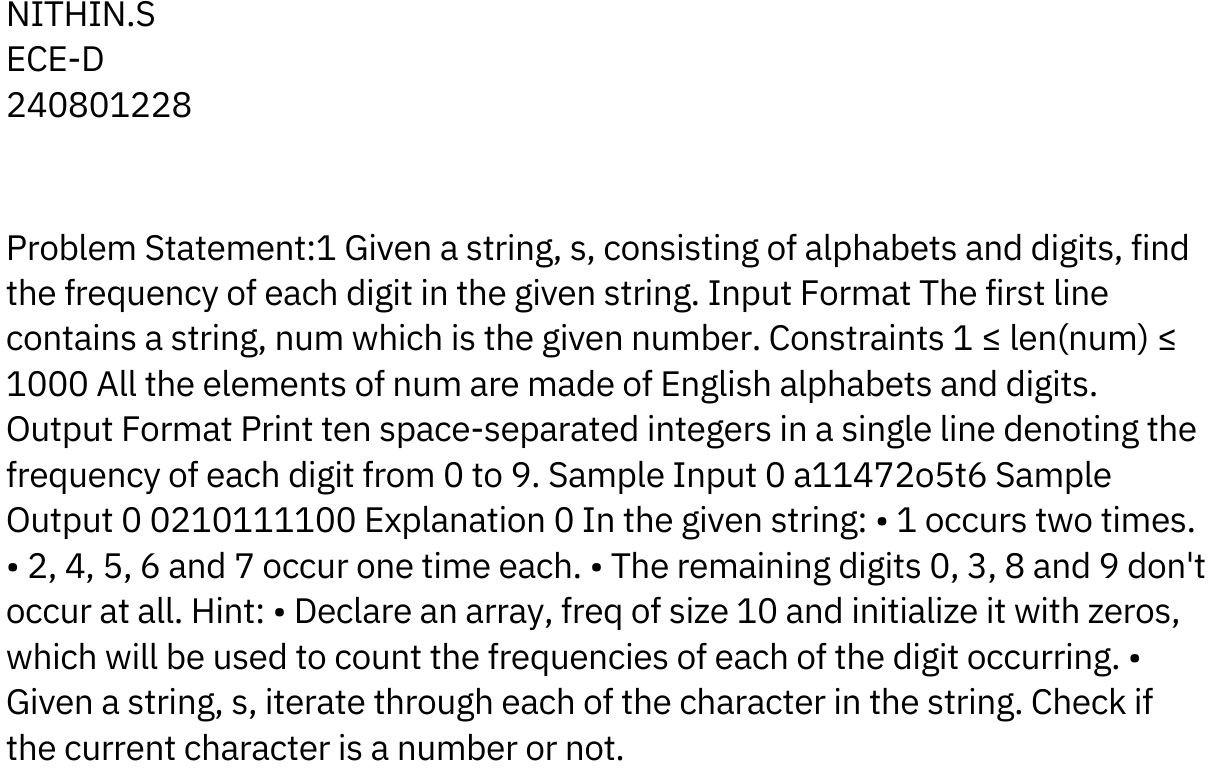 NITHIN.S
ECE-D
240801228
Problem Statement:1 Given a string, s, consisting of alphabets and digits, find
the frequency of each digit in the given string. Input Format The first line
contains a string, num which is the given number. Constraints 1 ≤ len(num) ≤
1000 All the elements of num are made of English alphabets and digits.
Output Format Print ten space-separated integers in a single line denoting the
frequency of each digit from 0 to 9. Sample Input 0 a11472o5t6 Sample
Output 0 0210111100 Explanation 0 In the given string: • 1 occurs two times.
• 2, 4, 5, 6 and 7 occur one time each. • The remaining digits 0, 3, 8 and 9 don't
occur at all. Hint: • Declare an array, freq of size 10 and initialize it with zeros,
which will be used to count the frequencies of each of the digit occurring. •
Given a string, s, iterate through each of the character in the string. Check if
the current character is a number or not.